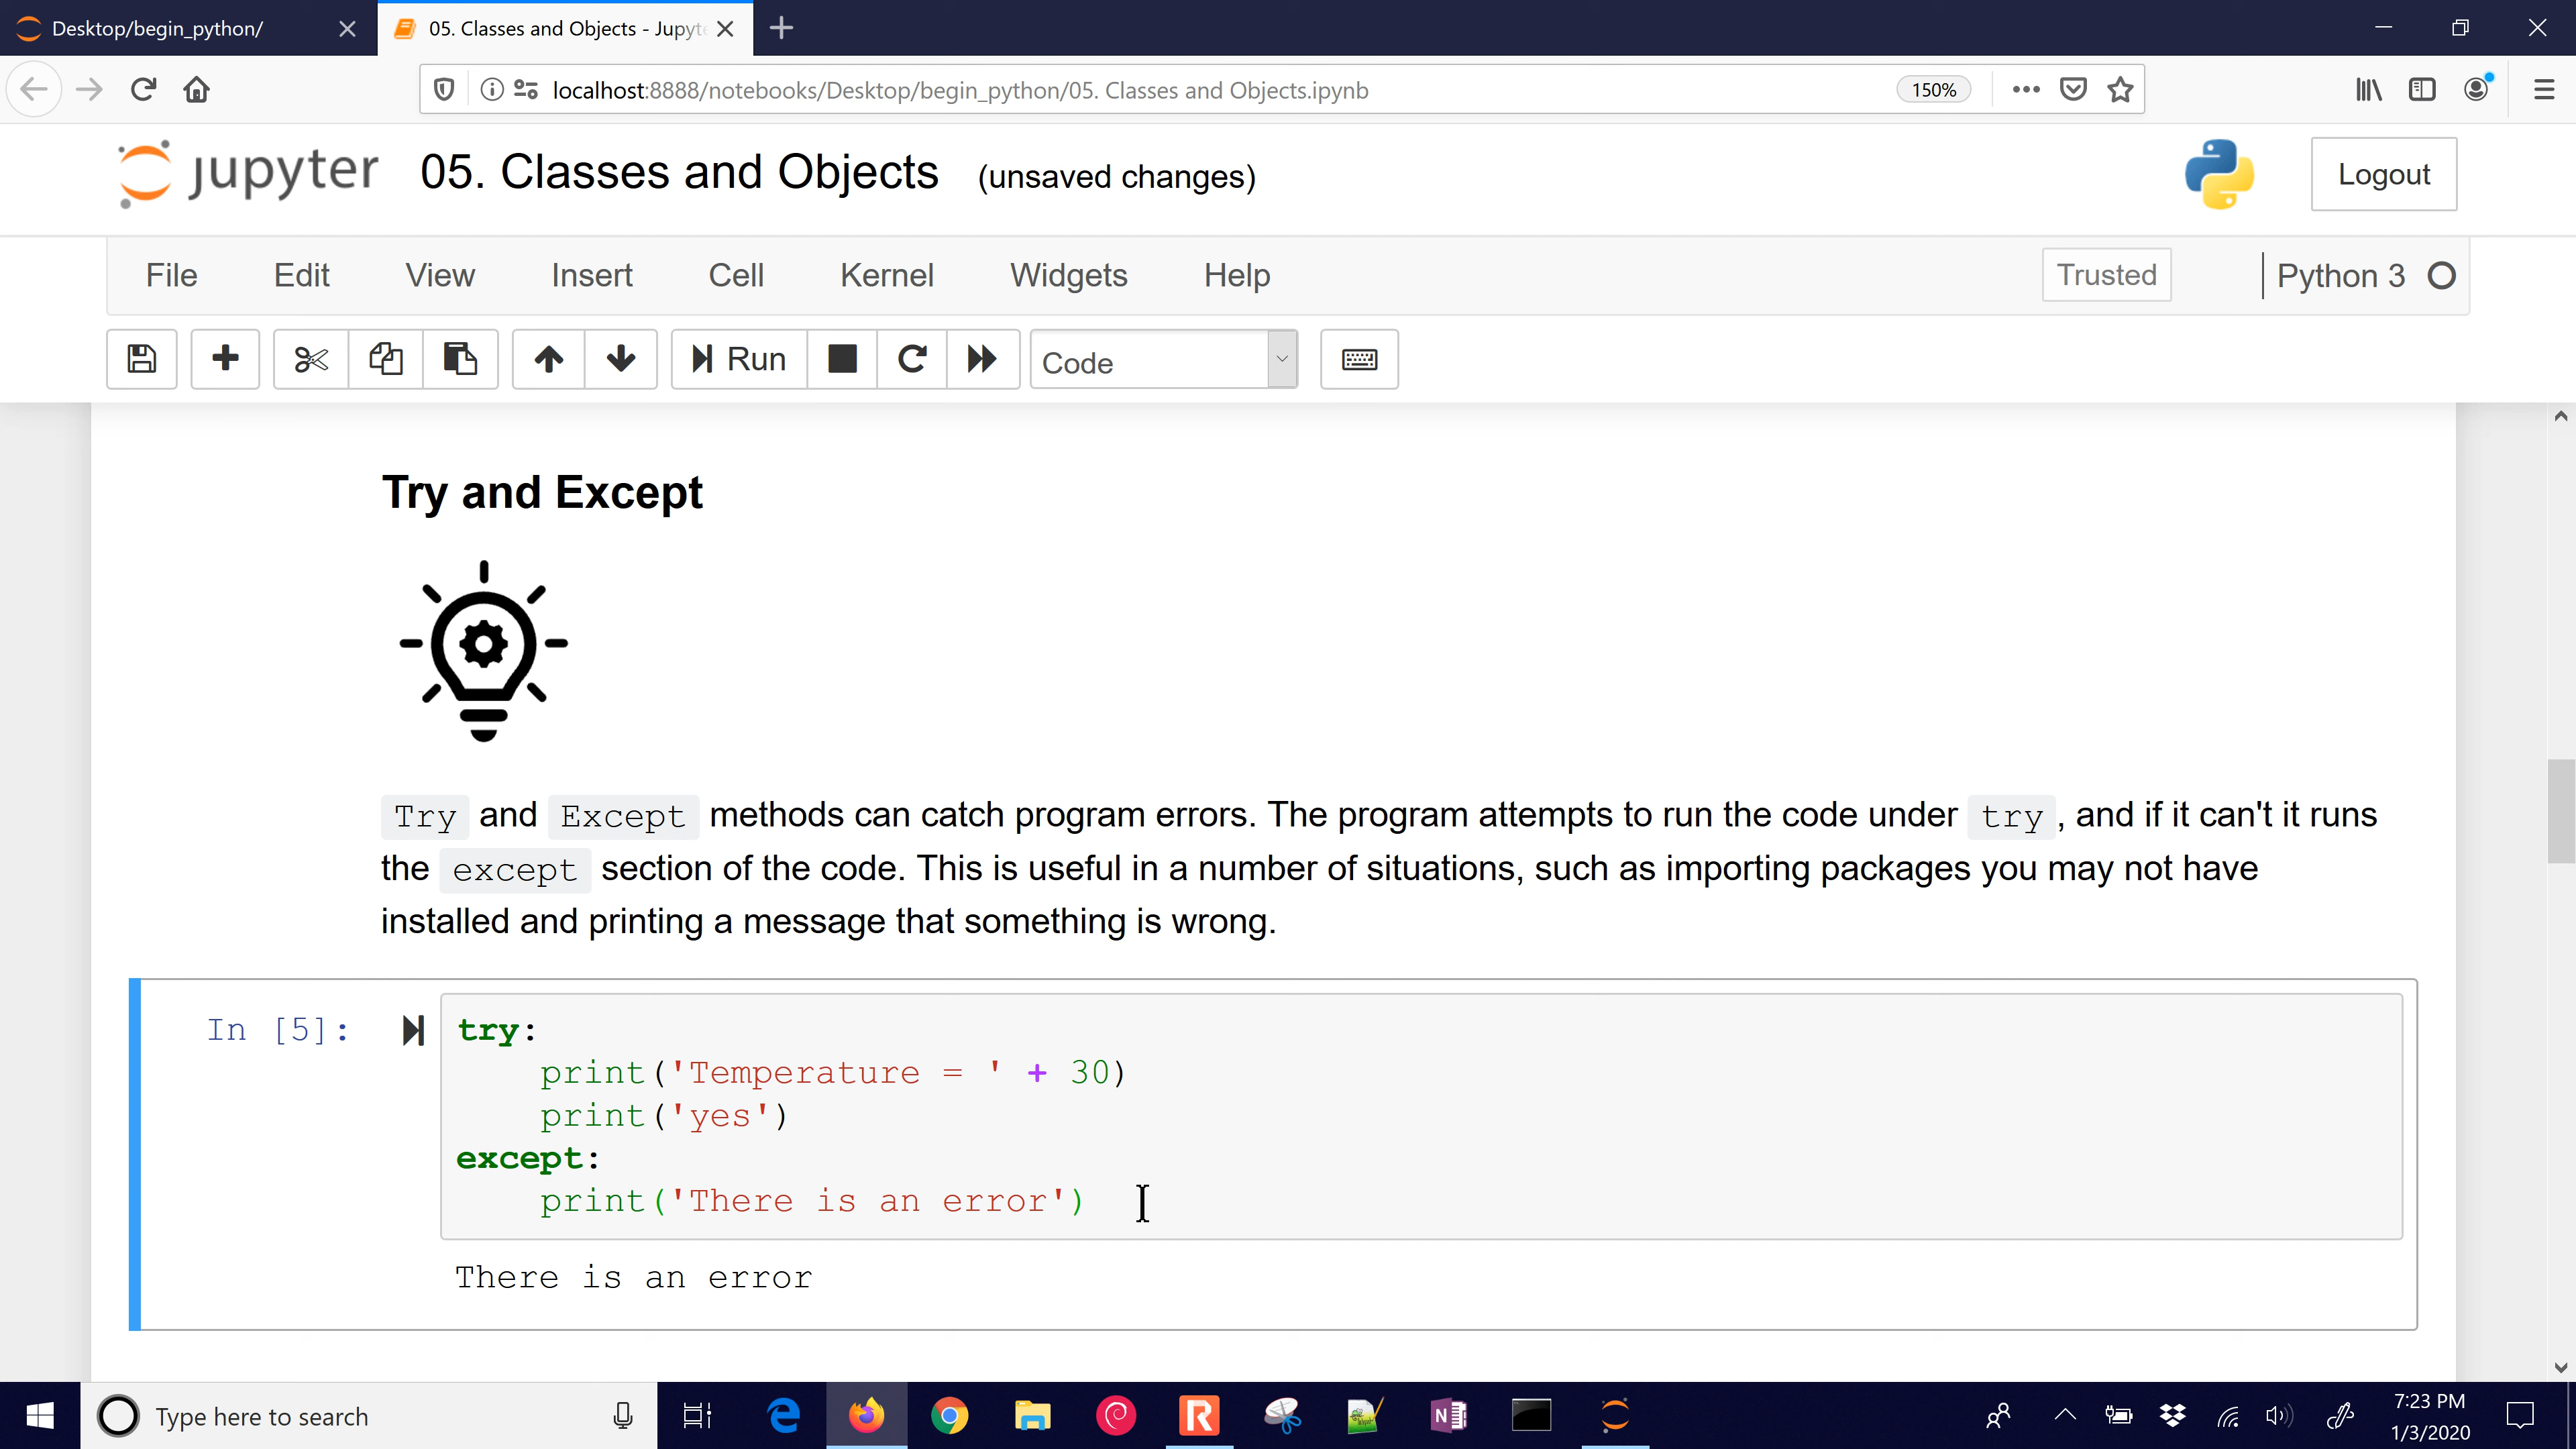 Desktop/begin_python/
05. Classes and Objects - Jupyt
localhost:8888/notebooks/Desktop/begin_python/05. Classes and Objects.ipynb
150%
jupyter 05. Classes and Objects (unsaved changes)
Logout
File Edit View Insert Cell Kernel Widgets Help
Trusted
Python 3
Run
Code
Try and Except
Try and Except methods can catch program errors. The program attempts to run the code under try, and if it can't it runs
the except section of the code. This is useful in a number of situations, such as importing packages you may not have
installed and printing a message that something is wrong.
In [5]: try:
print('Temperature = ' + 30)
print('yes')
except:
print('There is an error')
There is an error
Type here to search
7:23 PM
1/3/2020